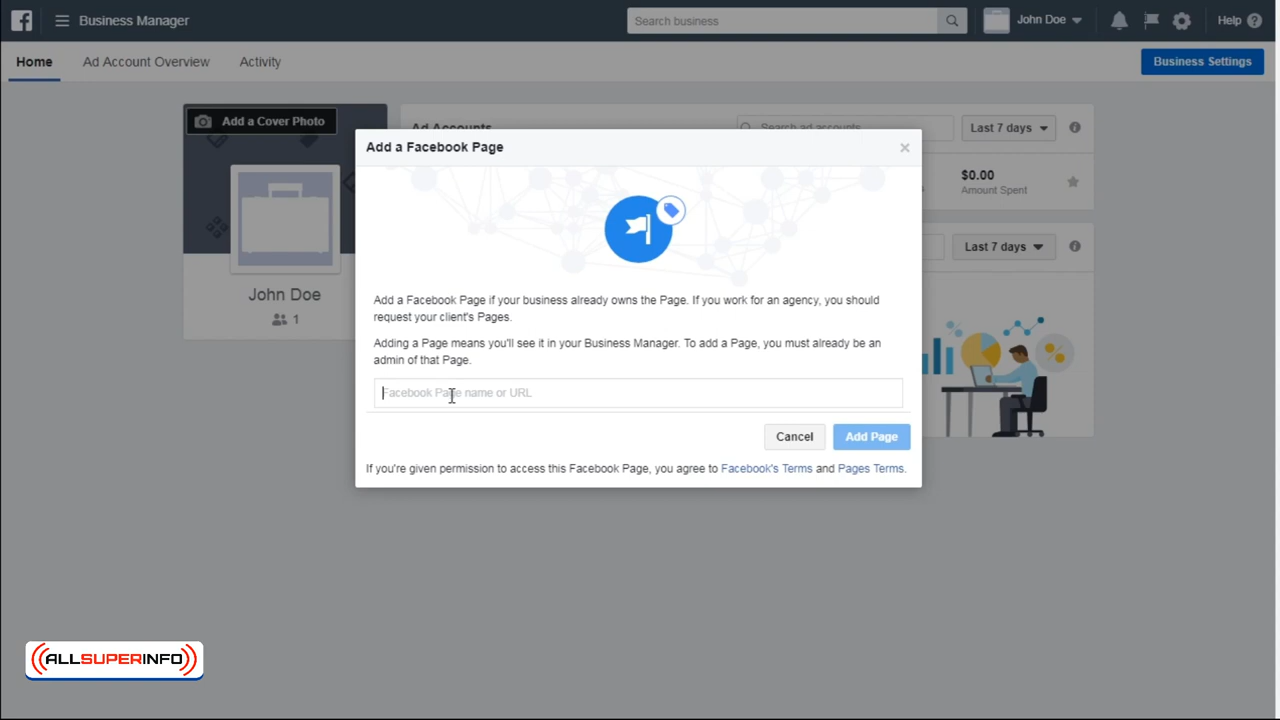 Business Manager
Search business
John Doe
Help
Home
Ad Account Overview
Activity
Business Settings
Add a Cover Photo
John Doe
1
Ad Accounts
Search ad accounts
Last 7 days
$0.00
Amount Spent
Last 7 days
Add a Facebook Page
Add a Facebook Page if your business already owns the Page. If you work for an agency, you should
request your client's Pages.
Adding a Page means you'll see it in your Business Manager. To add a Page, you must already be an
admin of that Page.
Facebook Page name or URL
Cancel
Add Page
If you're given permission to access this Facebook Page, you agree to Facebook's Terms and Pages Terms.
ALLSUPERINFO